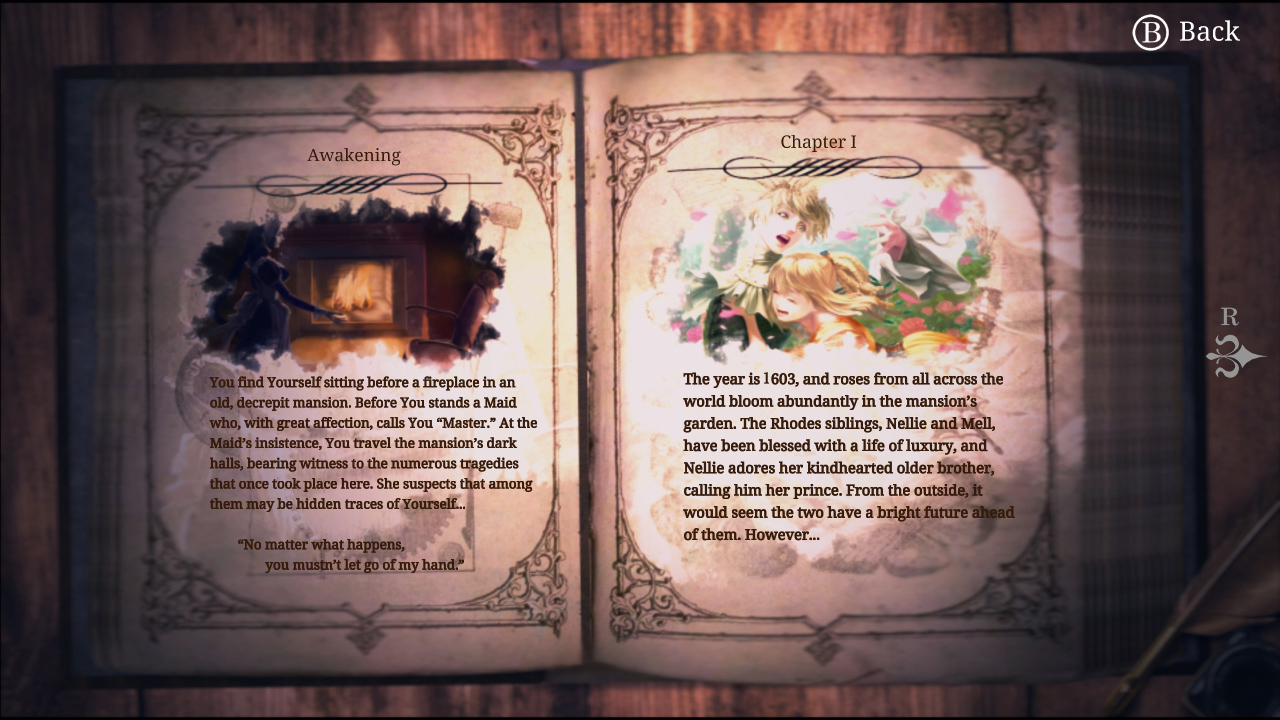 B Back
Awakening
You find Yourself sitting before a fireplace in an
old, decrepit mansion. Before You stands a Maid
who, with great affection, calls You “Master.” At the
Maid’s insistence, You travel the mansion’s dark
halls, bearing witness to the numerous tragedies
that once took place here. She suspects that among
them may be hidden traces of Yourself...
“No matter what happens,
you mustn’t let go of my hand.”
Chapter I
The year is 1603, and roses from all across the
world bloom abundantly in the mansion’s
garden. The Rhodes siblings, Nellie and Mell,
have been blessed with a life of luxury, and
Nellie adores her kindhearted older brother,
calling him her prince. From the outside, it
would seem the two have a bright future ahead
of them. However...
R